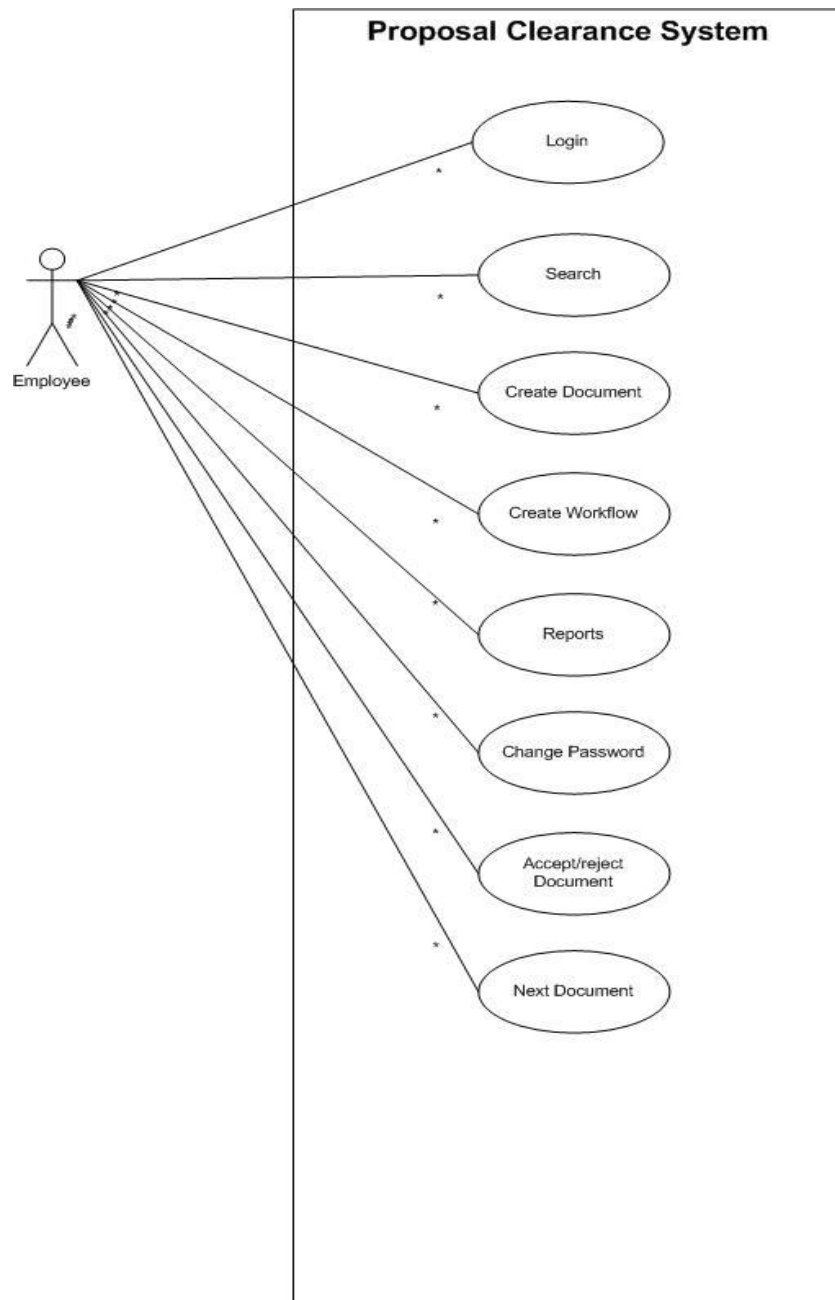 Proposal Clearance System
Login
*
Search
*
Employee
Create Document
*
Create Workflow
*
Reports
*
Change Password
*
Accept/reject
Document
*
Next Document
*